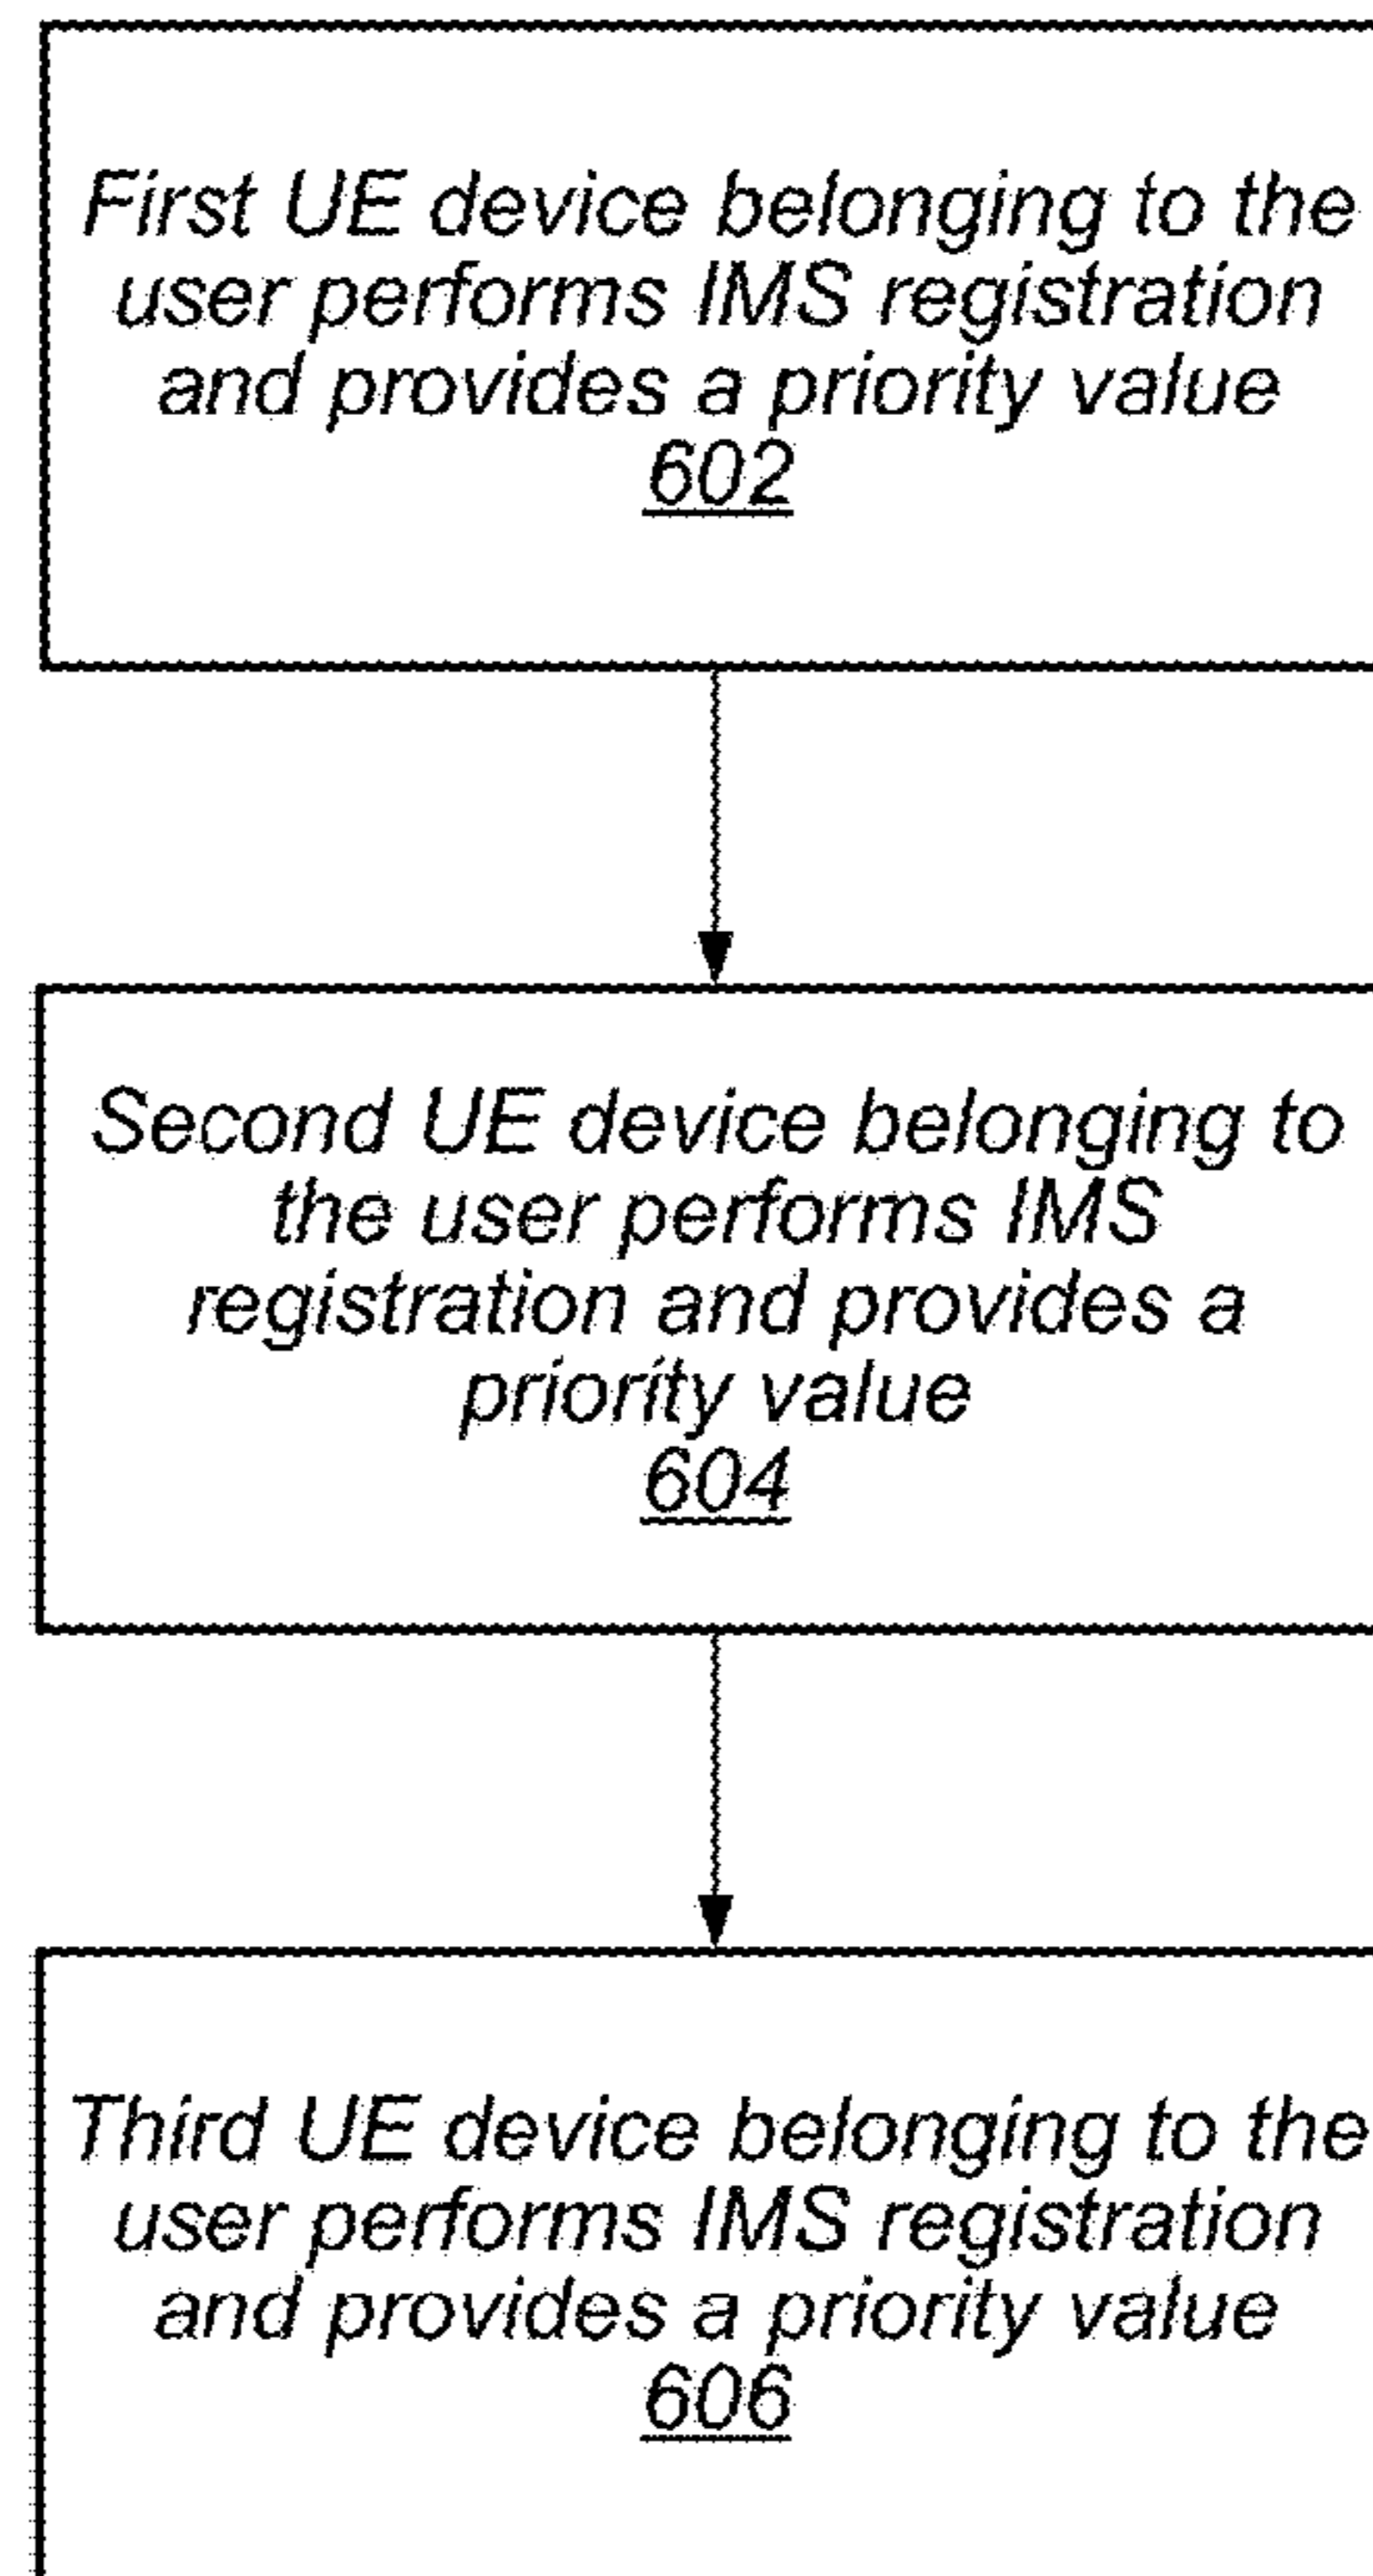 First UE device belonging to the
user performs IMS registration
and provides a priority value
602
Second UE device belonging to
the user performs IMS
registration and provides a
priority value
604
Third UE device belonging to the
user performs IMS registration
and provides a priority value
606